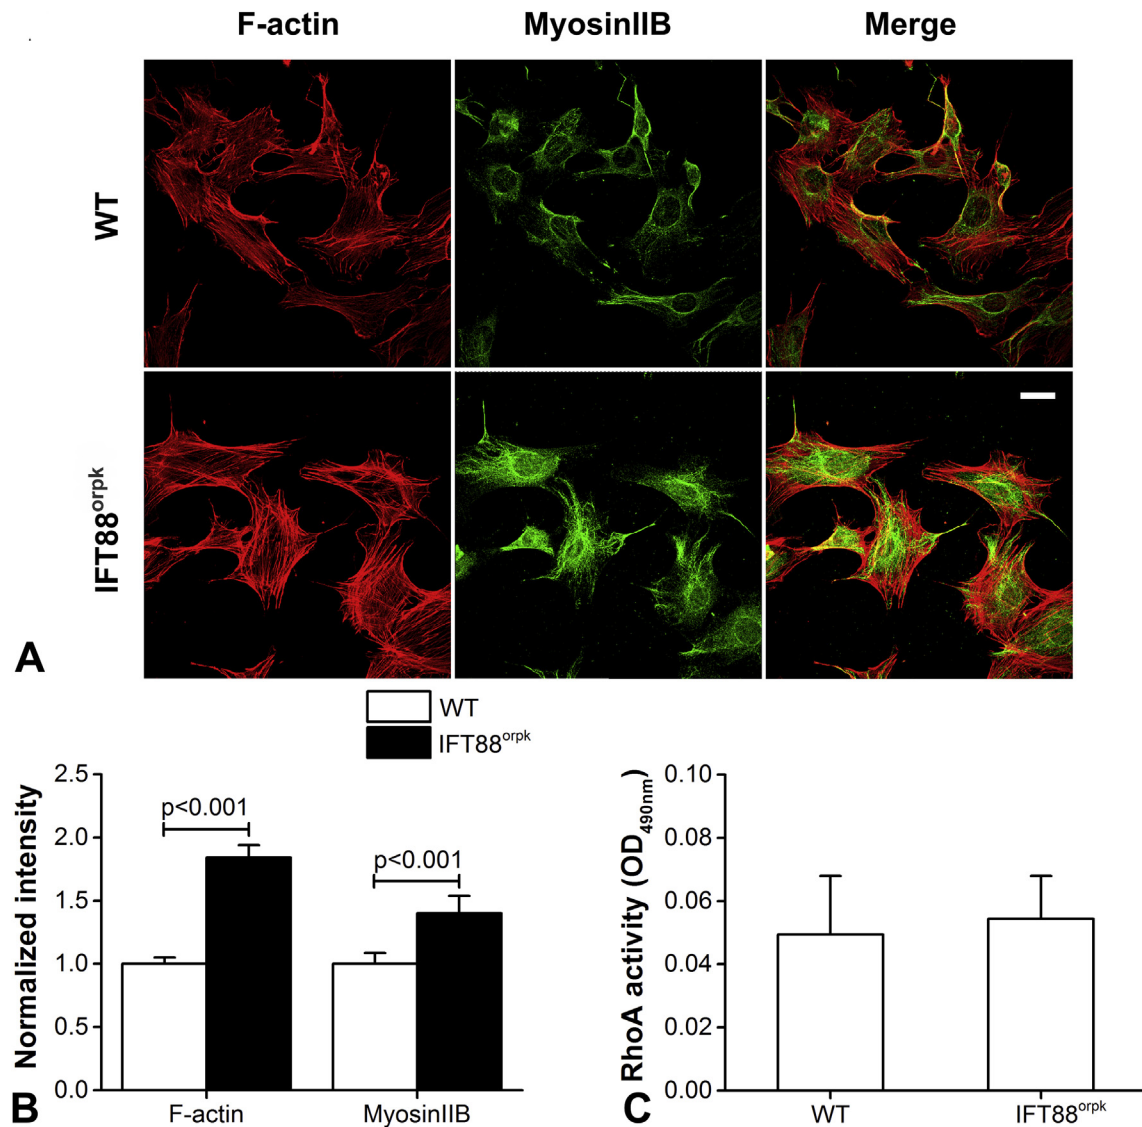 F-actin MyosinIIB Merge
WT
IFT88orpk
A
WT
IFT88orpk
Normalized intensity
2.5
2.0
1.5
1.0
0.5
0.0
p<0.001
p<0.001
F-actin MyosinIIB
B
RhoA activity (OD490nm)
0.10
0.08
0.06
0.04
0.02
0.00
WT IFT88orpk
C